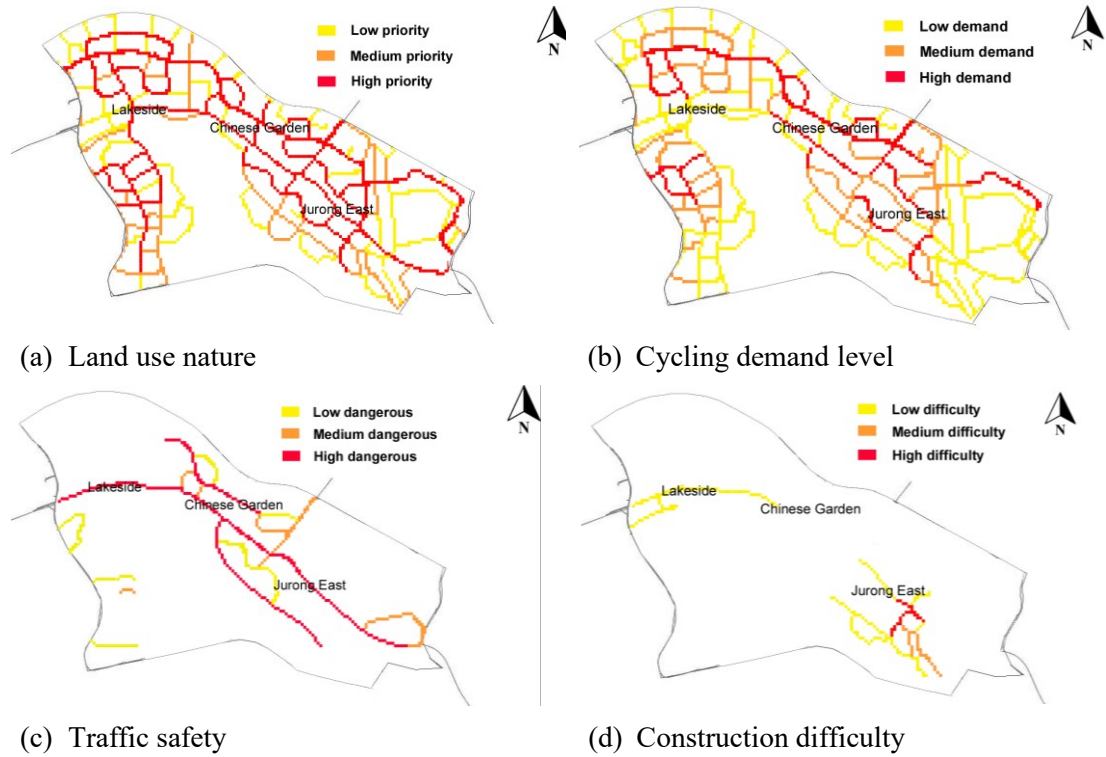 Low priority
Medium priority
High priority
N
Lakeside
Chinese Garden
Jurong East
(a) Land use nature
Low demand
Medium demand
High demand
N
Lakeside
Chinese Garden
Jurong East
(b) Cycling demand level
Low dangerous
Medium dangerous
High dangerous
N
Lakeside
Chinese Garden
Jurong East
(c) Traffic safety
Low difficulty
Medium difficulty
High difficulty
N
Lakeside
Chinese Garden
Jurong East
(d) Construction difficulty